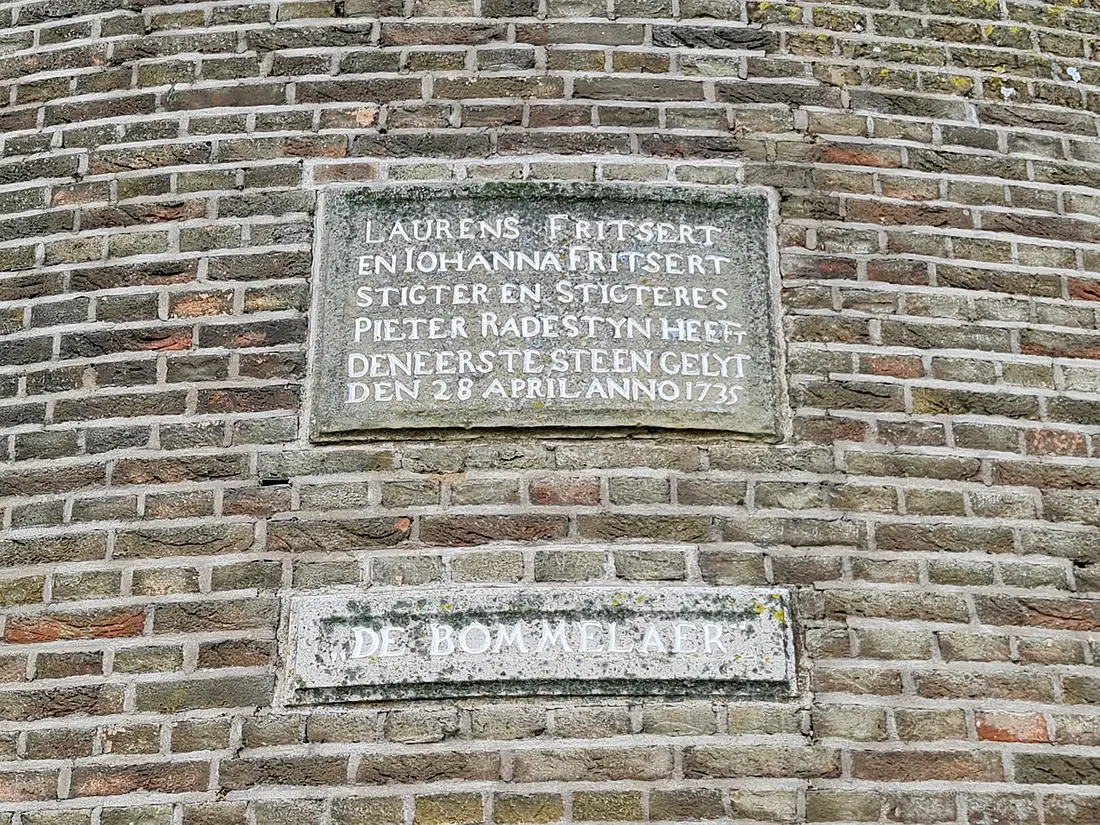 LAURENS FRITSERT
EN IOHANNA FRITSERT
STIGTER EN STIGTERES
PIETER RADESTYN HEEFT
DEN EERSTE STEEN GELYT
DEN 28 APRIL ANNO 1735
„DE BOMMELAER"